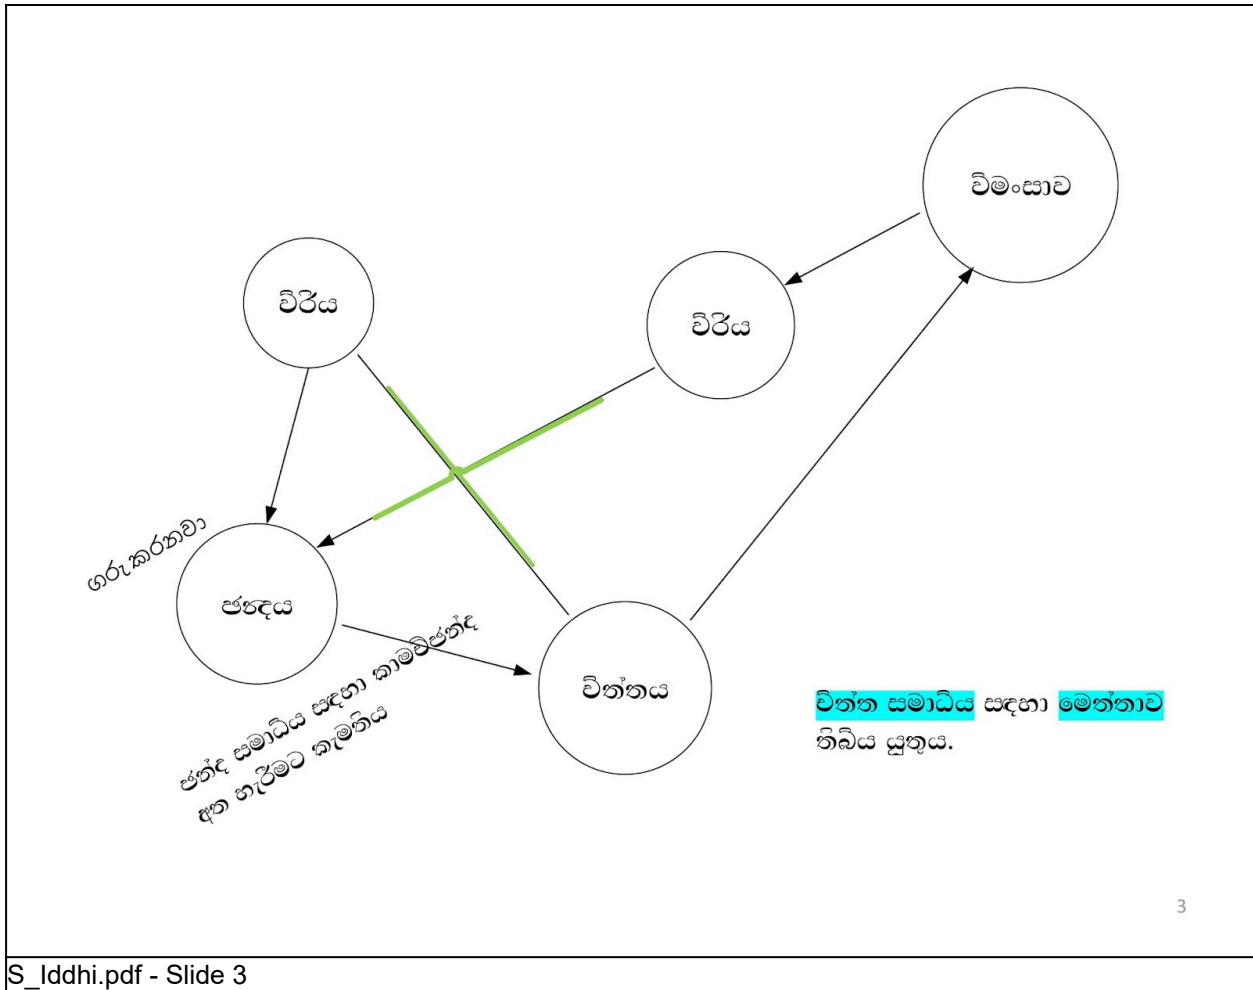 වීමංසාව
වීරිය
වීරිය
ගරුකරනවා
ඡන්‍දය
ඡන්ද සමාධිය සඳහා කාමච්ඡන්ද
අත හැරීමට කැමතිය
චිත්තය
චිත්ත සමාධිය සඳහා මෙත්තාව
තිබිය යුතුය.
3
S_Iddhi.pdf - Slide 3